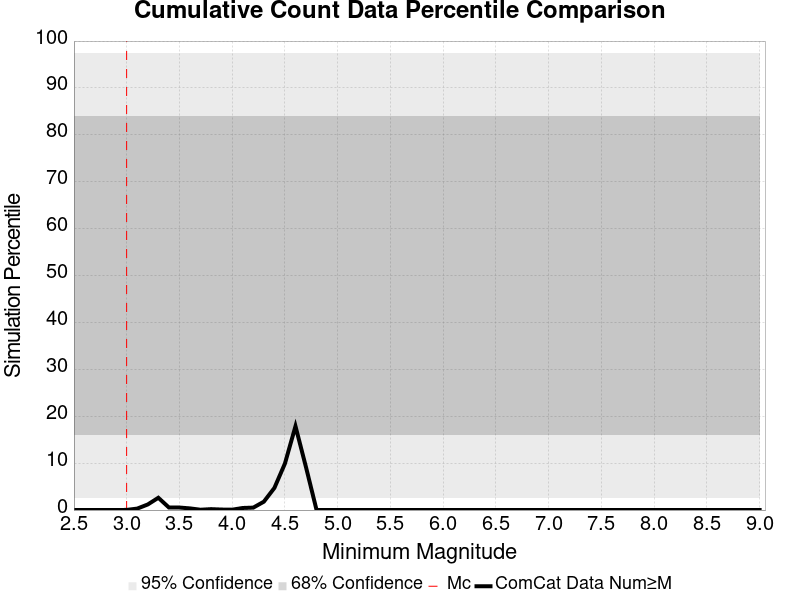 Cumulative Count Data Percentile Comparison
100
90
80
70
60
50
40
30
20
10
0
Simulation Percentile
2.5 3.0 3.5 4.0 4.5 5.0 5.5 6.0 6.5 7.0 7.5 8.0 8.5 9.0
Minimum Magnitude
95% Confidence 68% Confidence Mc ComCat Data Num≥M